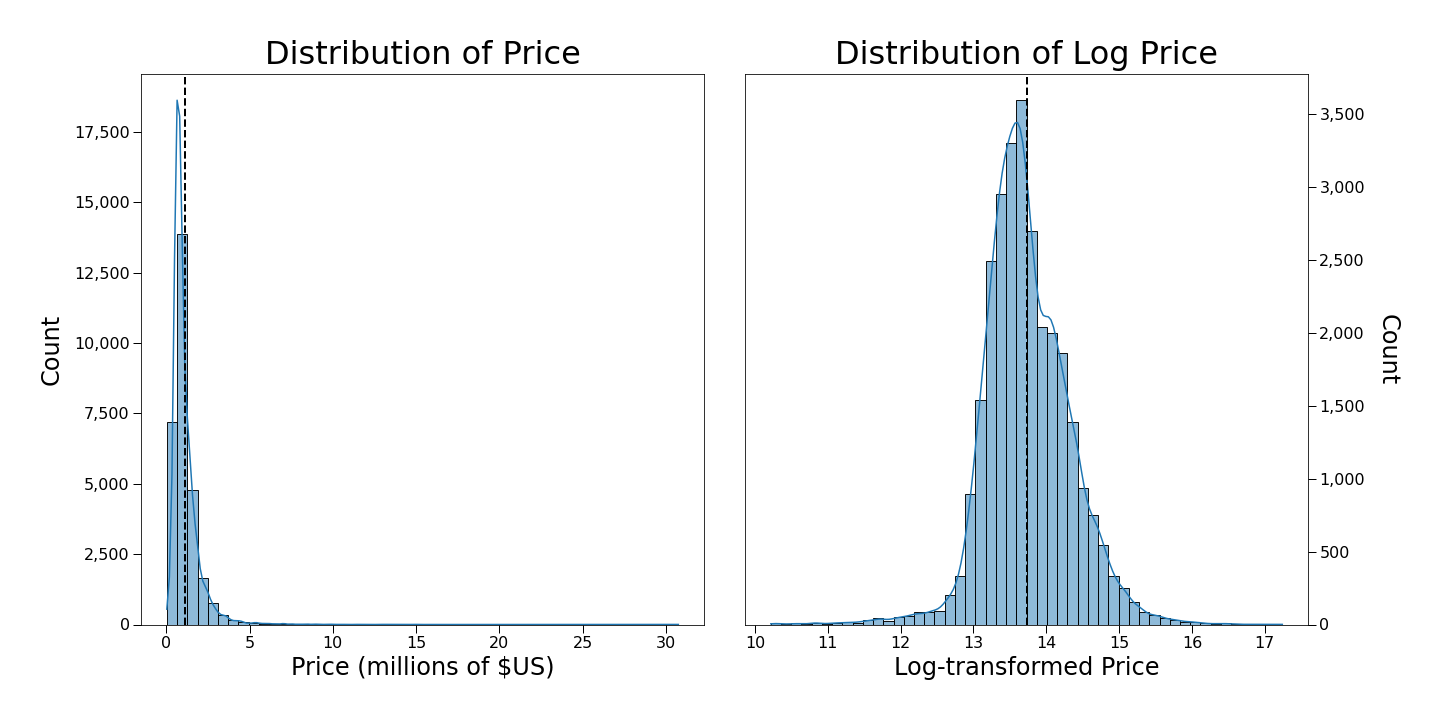 Distribution of Price
Distribution of Log Price
17,500
15,000
12,500
10,000
7,500
5,000
2,500
0
Count
0 5 10 15 20 25 30
Price (millions of $US)
3,500
3,000
2,500
2,000
1,500
1,000
500
0
Count
10 11 12 13 14 15 16 17
Log-transformed Price